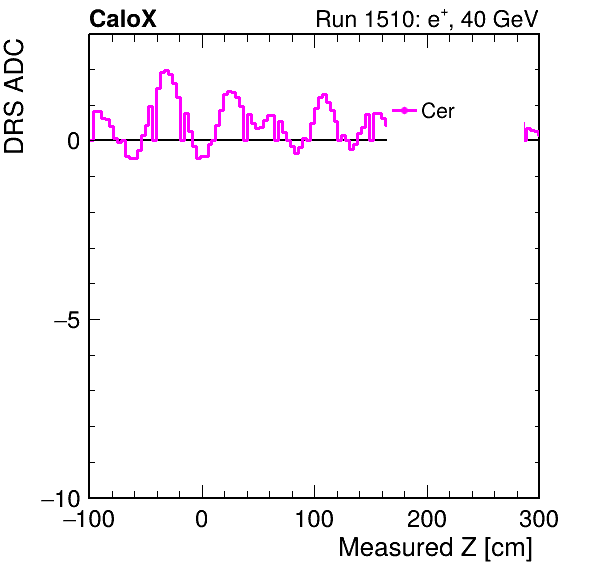 CaloX Run 1510: e⁺, 40 GeV
DRS ADC
Cer
0
−5
−10
−100 0 100 200 300
Measured Z [cm]